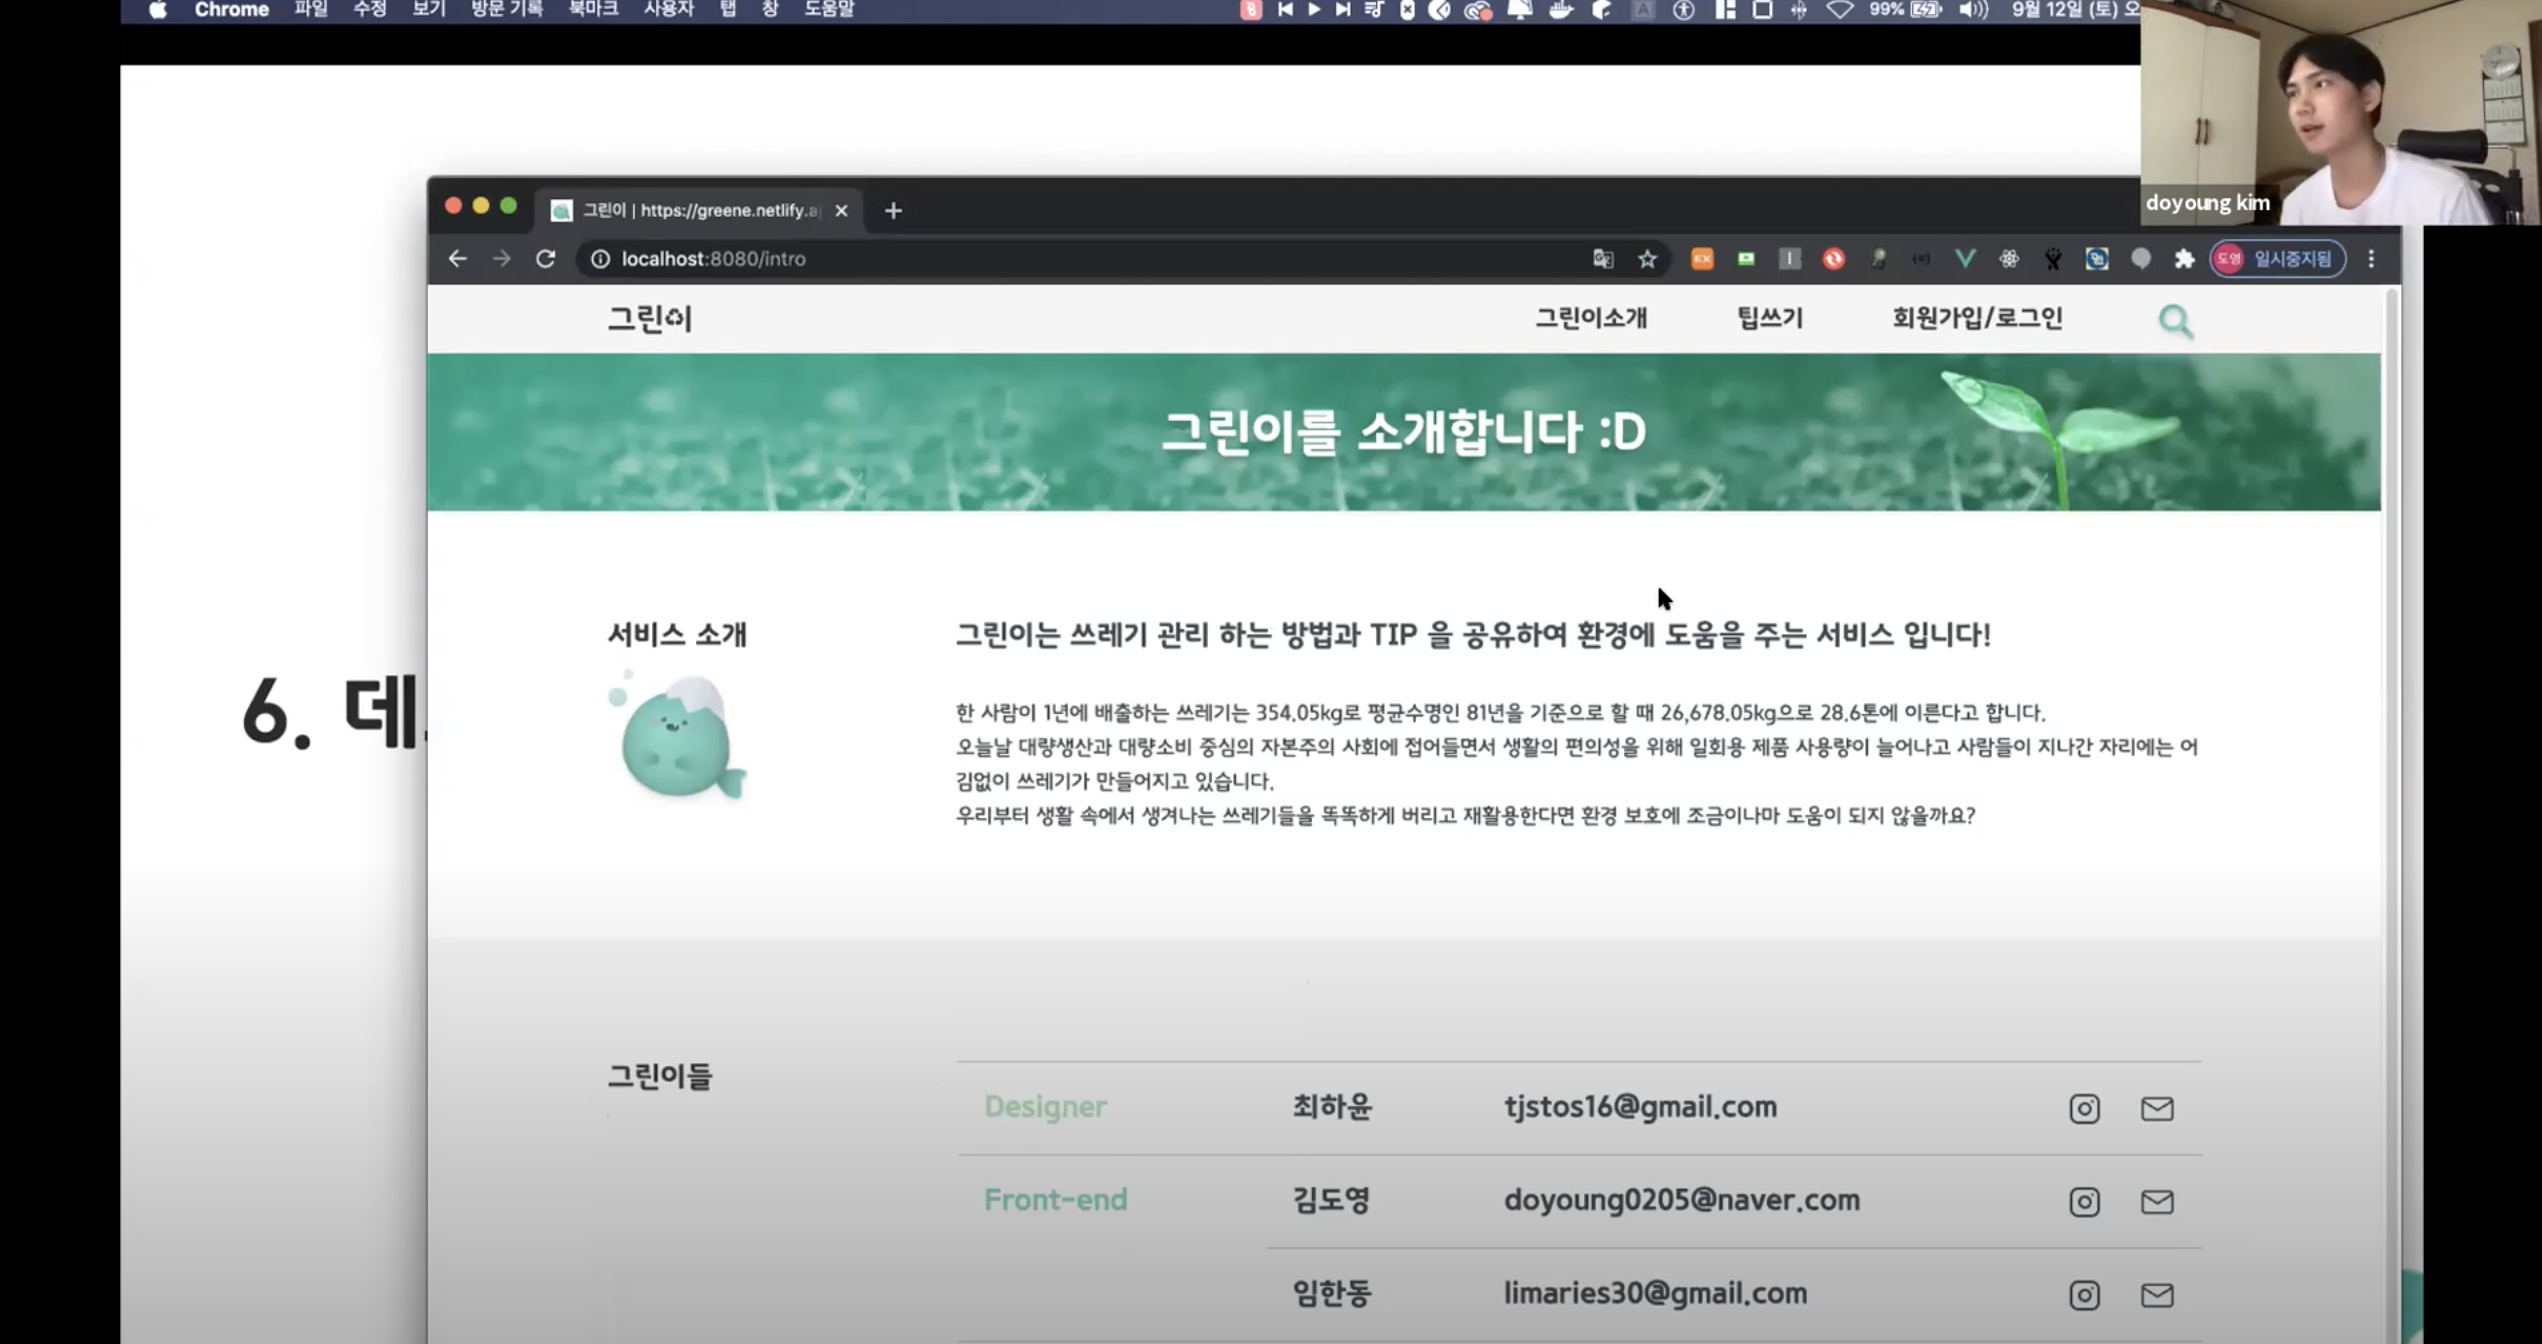 Chrome 파일 수정 보기 방문 기록 북마크 사용자 탭 창 도움말 99% 9월 12일 (토) 오
doyoung kim
그린이 | https://greene.netlify.a
localhost:8080/intro
도영 일시중지됨
그린이 그린이소개 팁쓰기 회원가입/로그인
그린이를 소개합니다 :D
6. 데
서비스 소개
그린이는 쓰레기 관리 하는 방법과 TIP 을 공유하여 환경에 도움을 주는 서비스 입니다!
한 사람이 1년에 배출하는 쓰레기는 354.05kg로 평균수명인 81년을 기준으로 할 때 26,678.05kg으로 28.6톤에 이른다고 합니다.
오늘날 대량생산과 대량소비 중심의 자본주의 사회에 접어들면서 생활의 편의성을 위해 일회용 제품 사용량이 늘어나고 사람들이 지나간 자리에는 어
김없이 쓰레기가 만들어지고 있습니다.
우리부터 생활 속에서 생겨나는 쓰레기들을 똑똑하게 버리고 재활용한다면 환경 보호에 조금이나마 도움이 되지 않을까요?
그린이들
Designer 최하윤 tjstos16@gmail.com
Front-end 김도영 doyoung0205@naver.com
임한동 limaries30@gmail.com